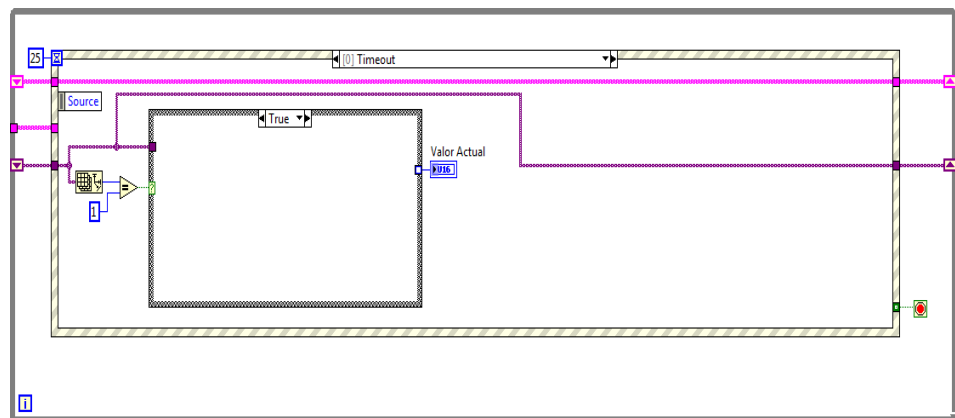 25
[0] Timeout
Source
True
Valor Actual
U16
=
?
1
i